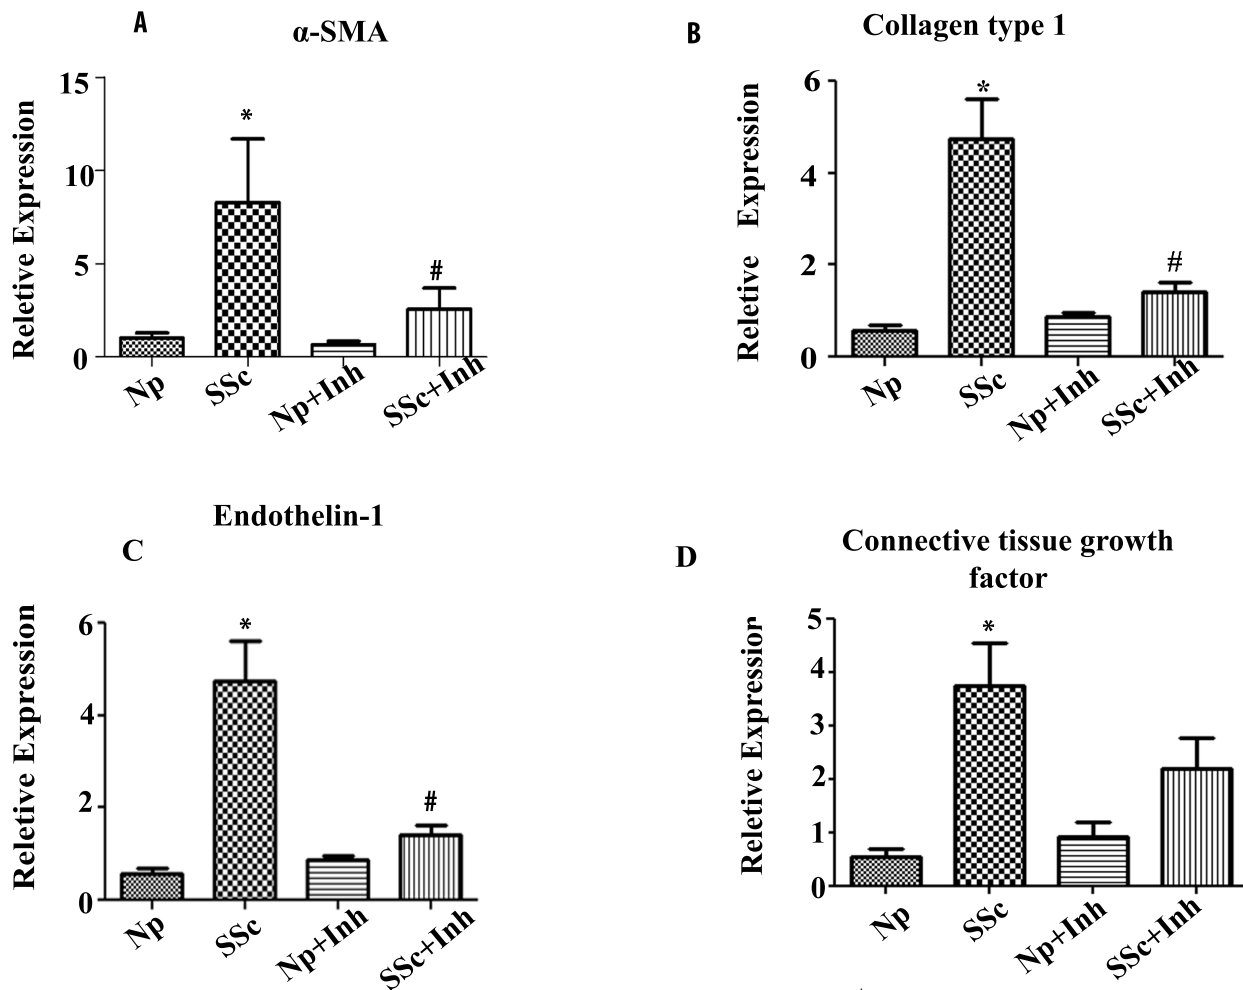 A
α-SMA
Reletive Expression
15
10
5
0
*
#
Np
SSc
Np+Inh
SSc+Inh
B
Collagen type 1
Reletive Expression
6
4
2
0
*
#
Np
SSc
Np+Inh
SSc+Inh
C
Endothelin-1
Reletive Expression
6
4
2
0
*
#
Np
SSc
Np+Inh
SSc+Inh
D
Connective tissue growth
factor
Reletive Expression
5
4
3
2
1
0
*
Np
SSc
Np+Inh
SSc+Inh